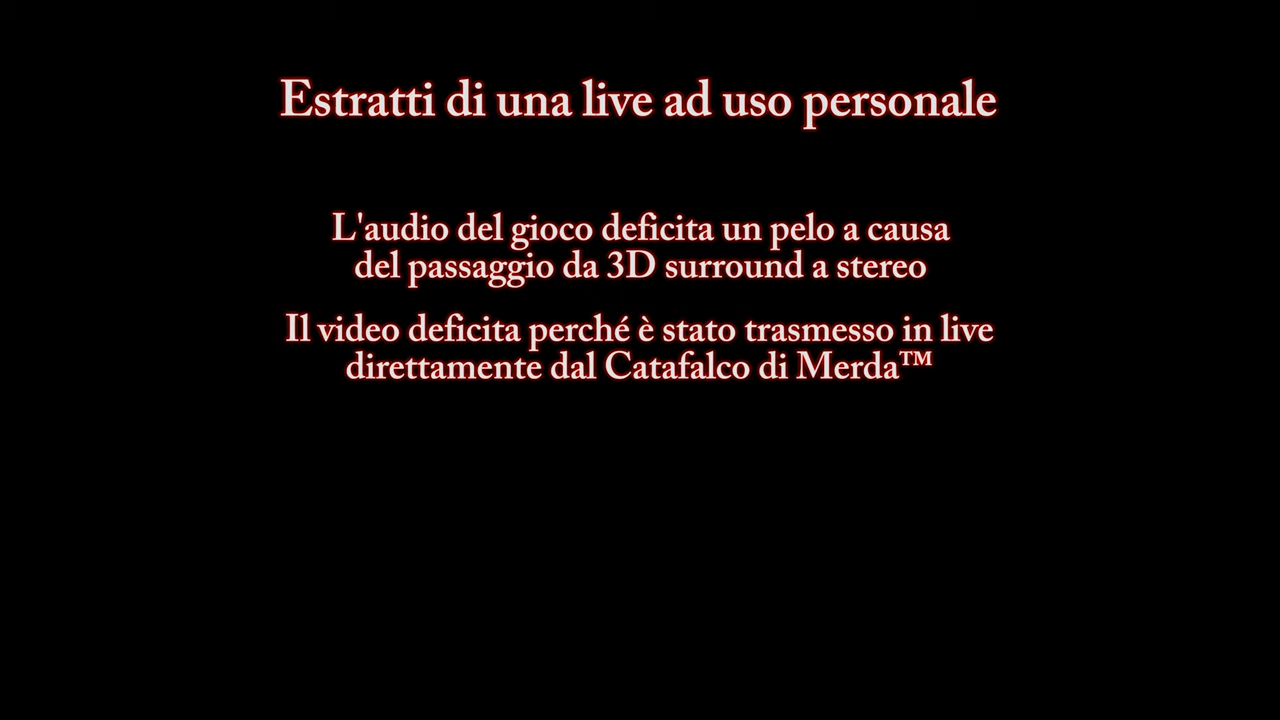 Estratti di una live ad uso personale
L'audio del gioco deficita un pelo a causa
del passaggio da 3D surround a stereo
Il video deficita perché è stato trasmesso in live
direttamente dal Catafalco di Merda™